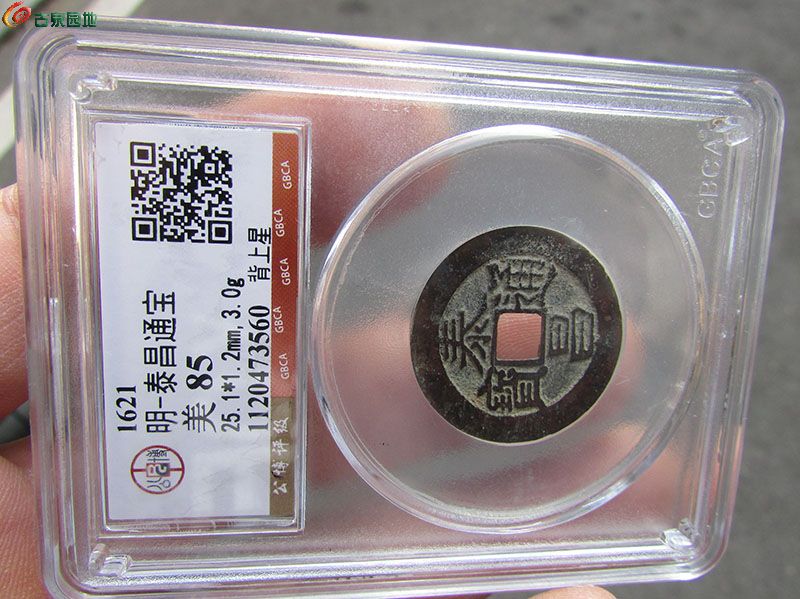 古泉园地
1621
明-泰昌通宝
美 85
25.1*1.2mm,3.0g
1120473560 背上星
GBCA GBCA GBCA GBCA GBCA
公博评级
GBCA
泰昌通寶